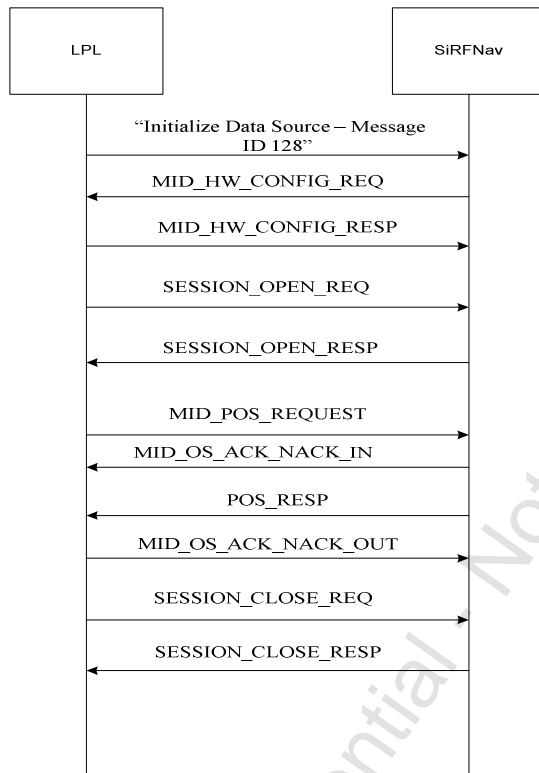 LPL
SiRFNav
“Initialize Data Source – Message
ID 128”
MID_HW_CONFIG_REQ
MID_HW_CONFIG_RESP
SESSION_OPEN_REQ
SESSION_OPEN_RESP
MID_POS_REQUEST
MID_OS_ACK_NACK_IN
POS_RESP
MID_OS_ACK_NACK_OUT
SESSION_CLOSE_REQ
SESSION_CLOSE_RESP